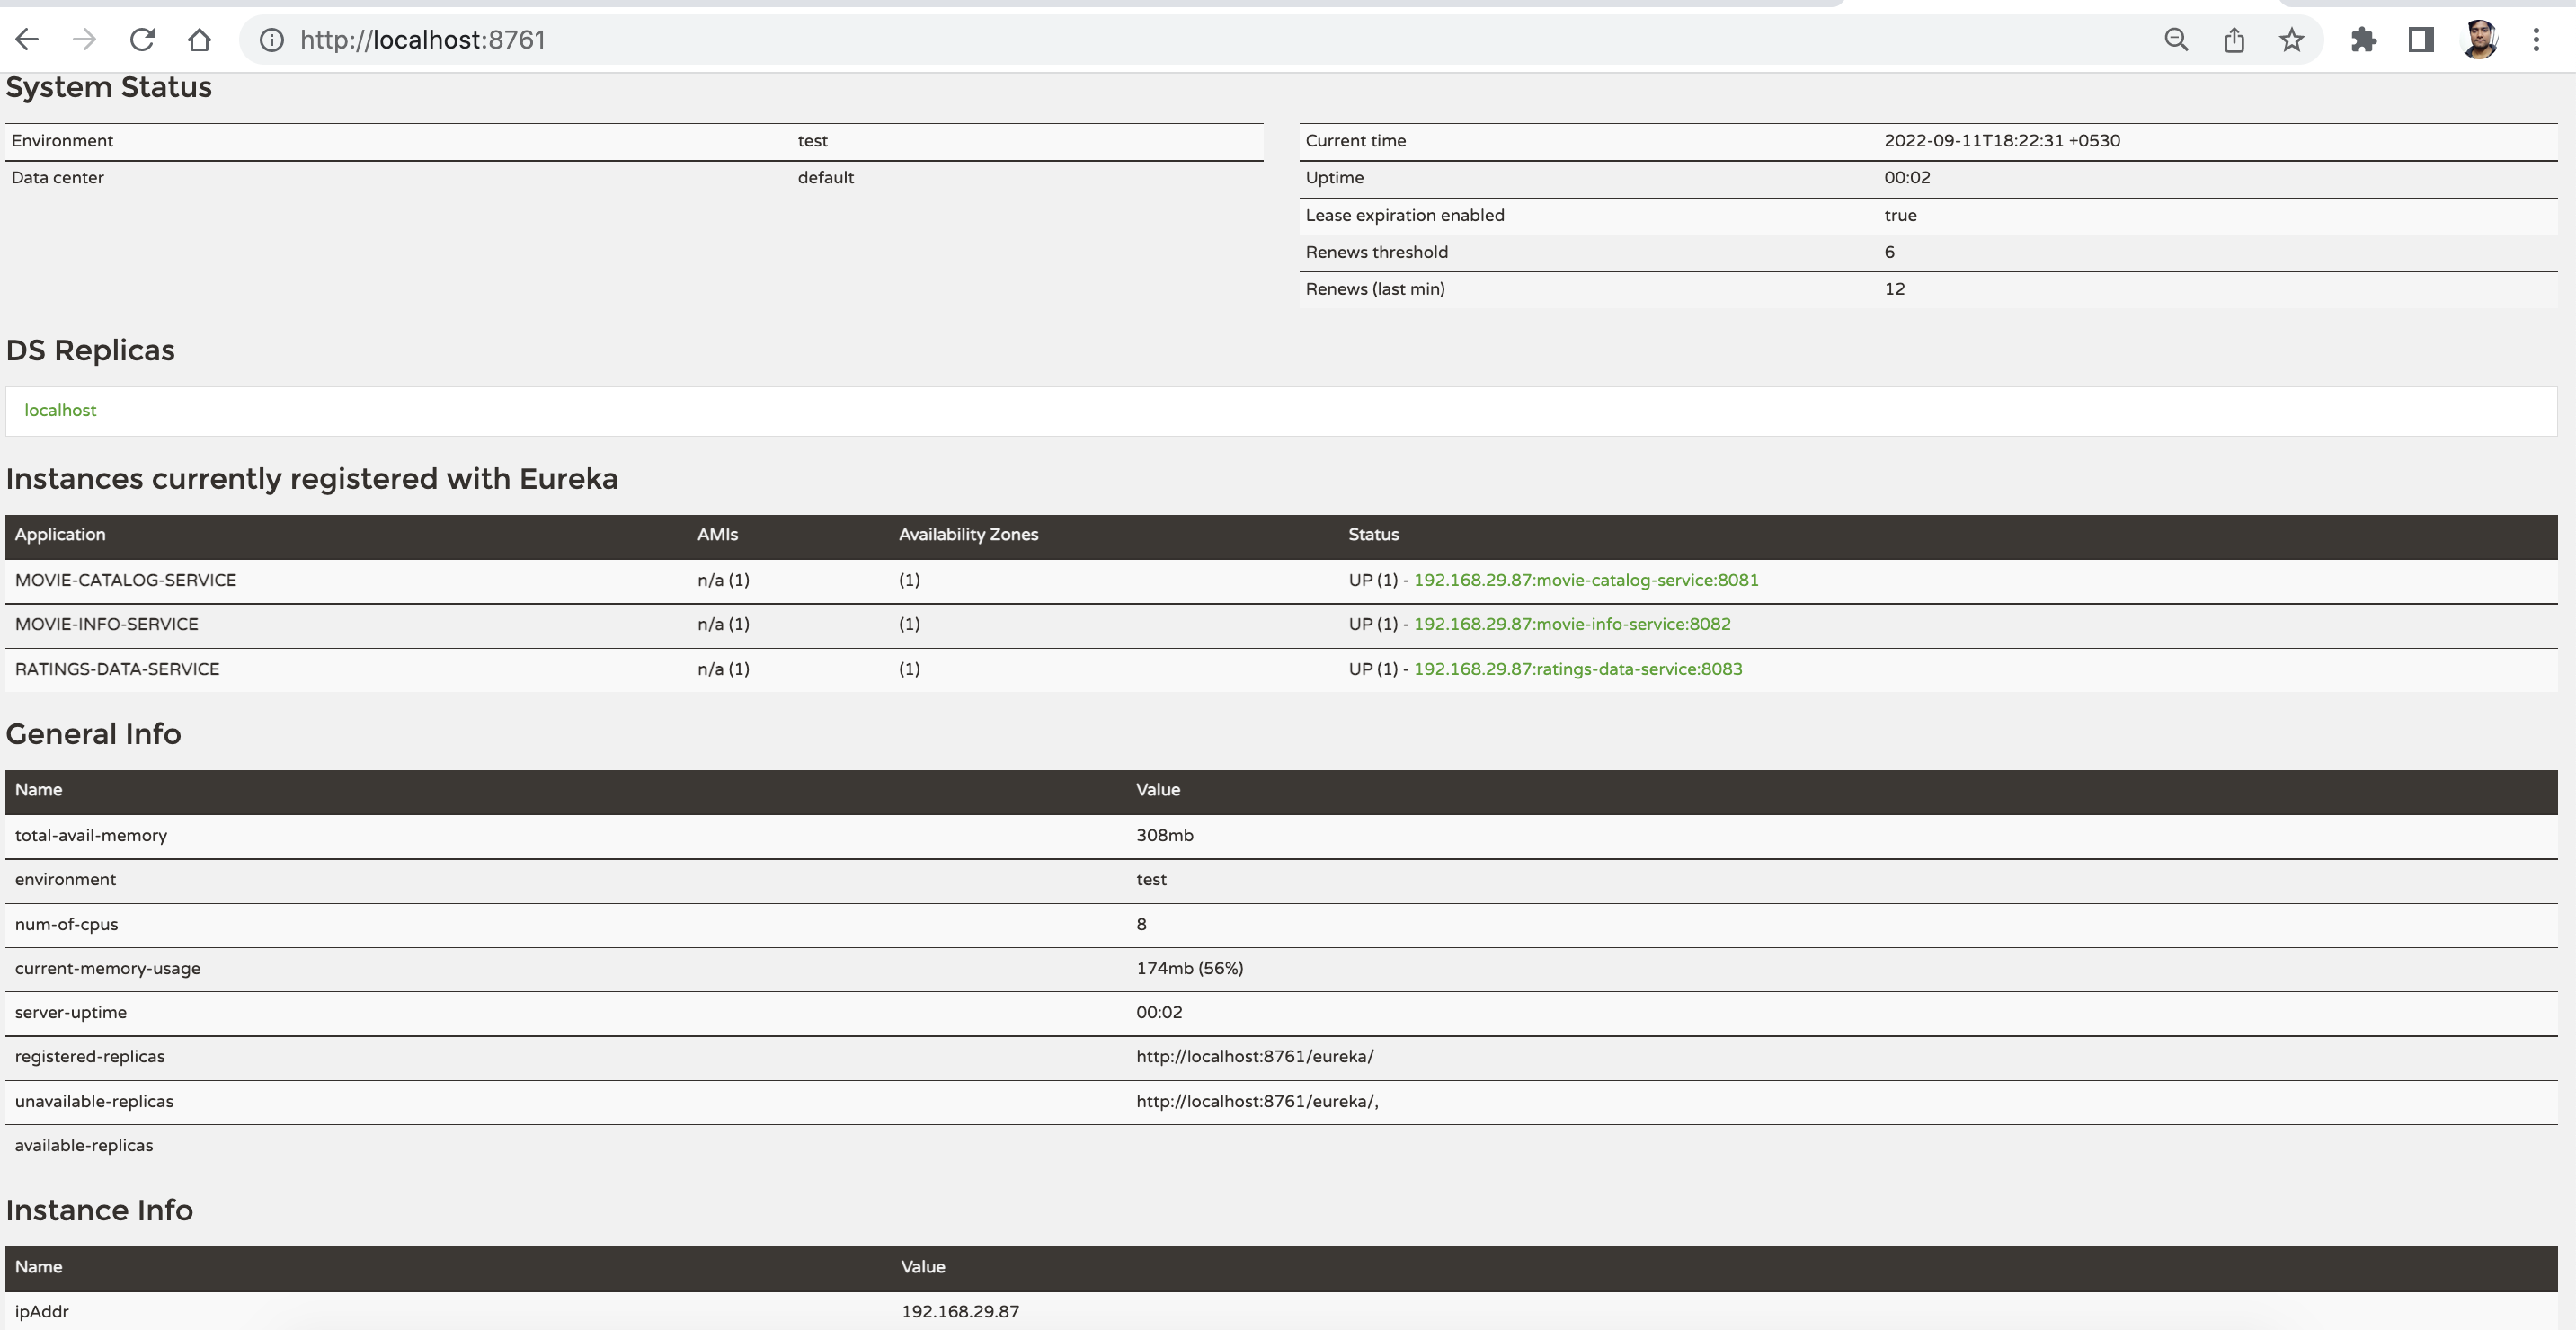 http://localhost:8761
System Status
Environment test
Data center default
Current time 2022-09-11T18:22:31 +0530
Uptime 00:02
Lease expiration enabled true
Renews threshold 6
Renews (last min) 12
DS Replicas
localhost
Instances currently registered with Eureka
Application AMIs Availability Zones Status
MOVIE-CATALOG-SERVICE n/a (1) (1) UP (1) - 192.168.29.87:movie-catalog-service:8081
MOVIE-INFO-SERVICE n/a (1) (1) UP (1) - 192.168.29.87:movie-info-service:8082
RATINGS-DATA-SERVICE n/a (1) (1) UP (1) - 192.168.29.87:ratings-data-service:8083
General Info
Name Value
total-avail-memory 308mb
environment test
num-of-cpus 8
current-memory-usage 174mb (56%)
server-uptime 00:02
registered-replicas http://localhost:8761/eureka/
unavailable-replicas http://localhost:8761/eureka/,
available-replicas
Instance Info
Name Value
ipAddr 192.168.29.87